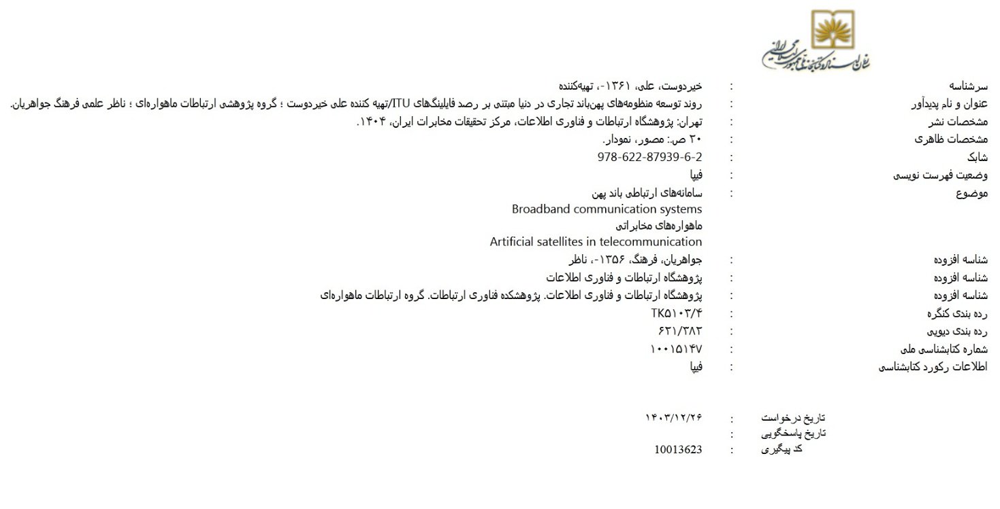 سازمان اسناد و کتابخانه ملی جمهوری اسلامی ایران
سرشناسه : خیردوست، علی، ۱۳۶۱-، تهیه‌کننده
عنوان و نام پدیدآور : روند توسعه منظومه‌های پهن‌باند تجاری در دنیا مبتنی بر رصد فایلینگ‌های ITU/تهیه کننده علی خیردوست ؛ گروه پژوهشی ارتباطات ماهواره‌ای ؛ ناظر علمی فرهنگ جواهریان.
مشخصات نشر : تهران: پژوهشگاه ارتباطات و فناوری اطلاعات، مرکز تحقیقات مخابرات ایران، ۱۴۰۴.
مشخصات ظاهری : ۲۰ ص.: مصور، نمودار.
شابک : 978-622-87939-6-2
وضعیت فهرست نویسی : فیپا
موضوع : سامانه‌های ارتباطی باند پهن
Broadband communication systems
ماهواره‌های مخابراتی
Artificial satellites in telecommunication
شناسه افزوده : جواهریان، فرهنگ، ۱۳۵۶-، ناظر
شناسه افزوده : پژوهشگاه ارتباطات و فناوری اطلاعات
شناسه افزوده : پژوهشگاه ارتباطات و فناوری اطلاعات. پژوهشکده فناوری ارتباطات. گروه ارتباطات ماهواره‌ای
رده بندی کنگره : TK۵۱۰۳/۴
رده بندی دیویی : ۶۲۱/۳۸۲
شماره کتابشناسی ملی : ۱۰۰۱۵۱۴۷
اطلاعات رکورد کتابشناسی : فیپا
تاریخ درخواست : ۱۴۰۳/۱۲/۲۶
تاریخ پاسخگویی :
کد پیگیری : 10013623